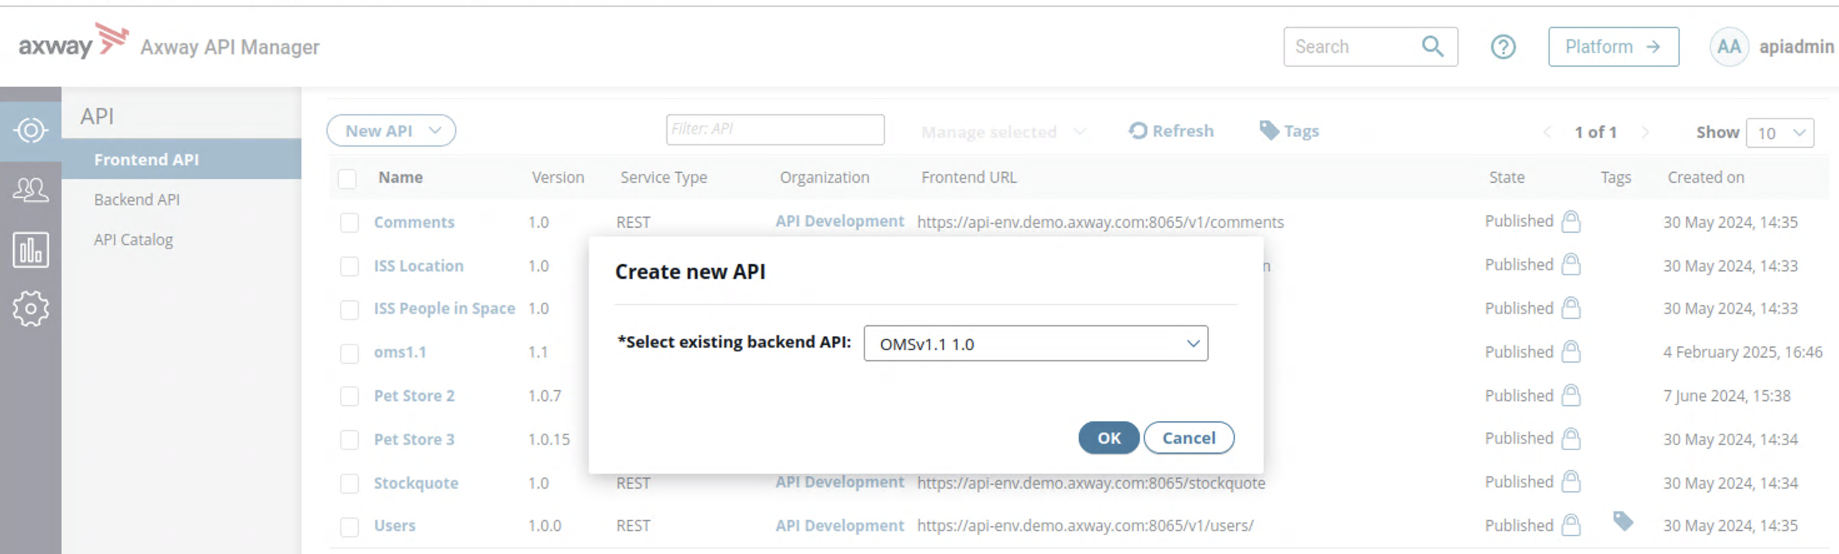 axway Axway API Manager Search Platform → AA apiadmin
API
Frontend API
Backend API
API Catalog
New API Filter: API Manage selected Refresh Tags 1 of 1 Show 10
Name Version Service Type Organization Frontend URL State Tags Created on
Comments 1.0 REST API Development https://api-env.demo.axway.com:8065/v1/comments Published 30 May 2024, 14:35
ISS Location 1.0 n Published 30 May 2024, 14:33
ISS People in Space 1.0 Published 30 May 2024, 14:33
oms1.1 1.1 Published 4 February 2025, 16:46
Pet Store 2 1.0.7 Published 7 June 2024, 15:38
Pet Store 3 1.0.15 Published 30 May 2024, 14:34
Stockquote 1.0 REST API Development https://api-env.demo.axway.com:8065/stockquote Published 30 May 2024, 14:34
Users 1.0.0 REST API Development https://api-env.demo.axway.com:8065/v1/users/ Published 30 May 2024, 14:35
Create new API
*Select existing backend API: OMSv1.1 1.0
OK Cancel